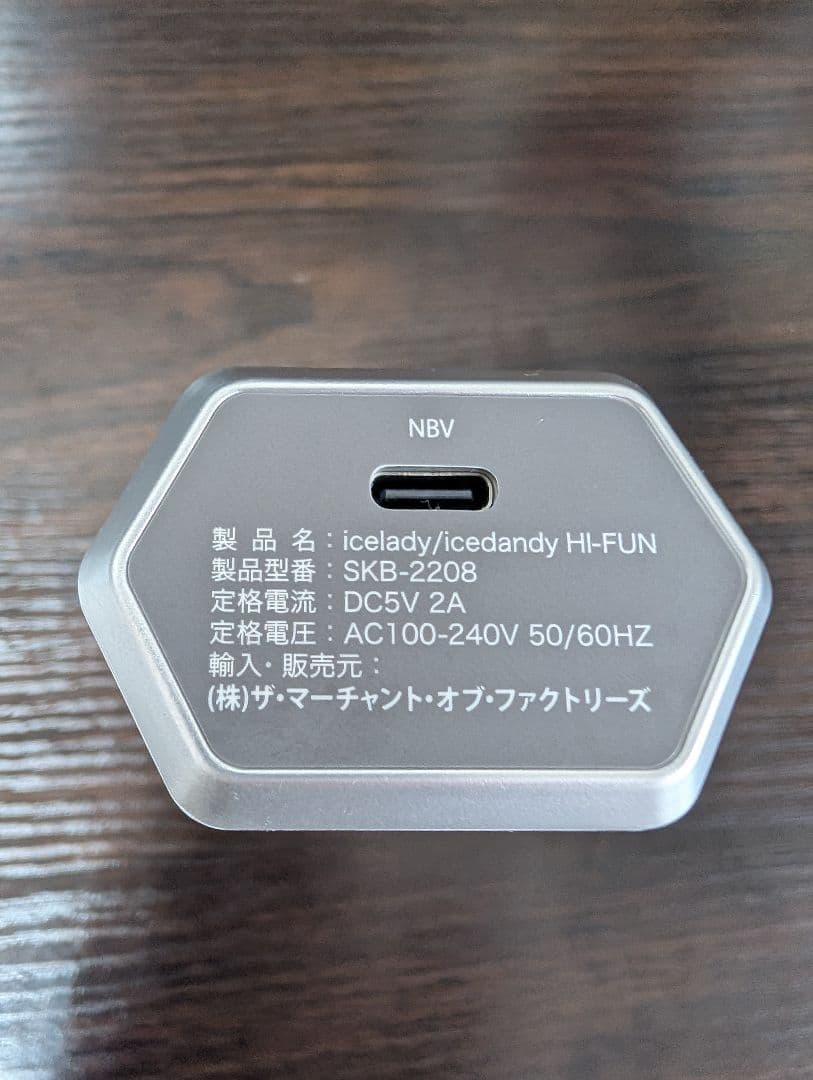 NBV
製 品 名：icelady/icedandy HI-FUN
製品型番：SKB-2208
定格電流：DC5V 2A
定格電圧：AC100-240V 50/60HZ
輸入・販売元：
(株)ザ・マーチャント・オブ・ファクトリーズ